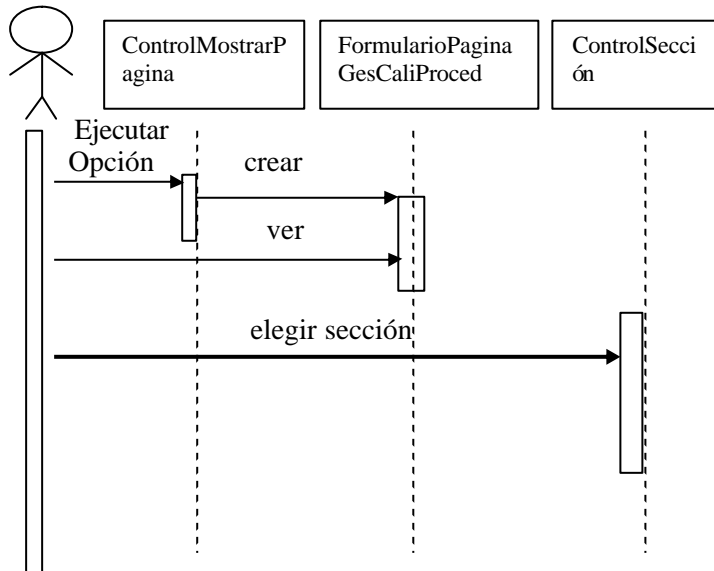 ControlMostrarP
agina
FormularioPagina
GesCaliProced
ControlSecci
ón
Ejecutar
Opción
crear
ver
elegir sección